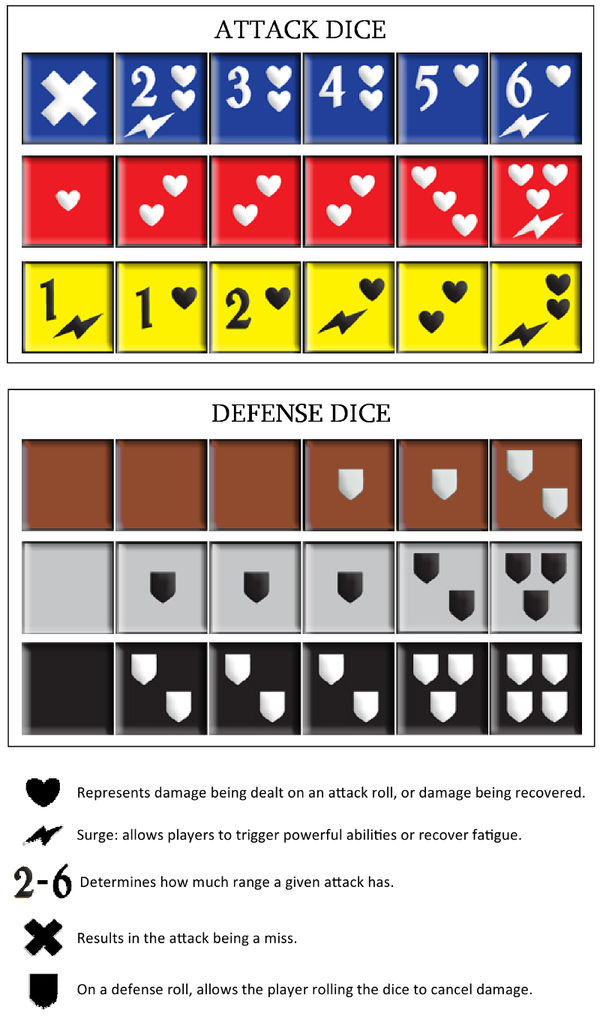 ATTACK DICE
2 3 4 5 6
1 1 2
DEFENSE DICE
Represents damage being dealt on an attack roll, or damage being recovered.
Surge: allows players to trigger powerful abilities or recover fatigue.
2-6 Determines how much range a given attack has.
Results in the attack being a miss.
On a defense roll, allows the player rolling the dice to cancel damage.